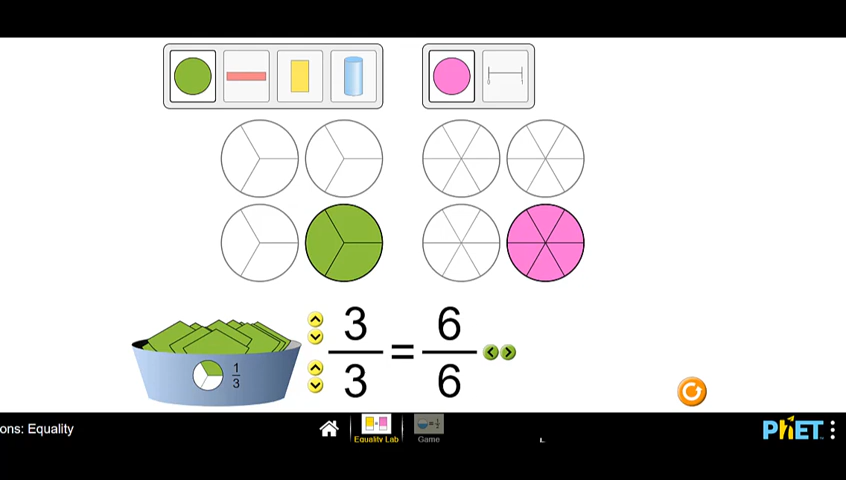 3 = 6
3 6
1
3
ons: Equality
Equality Lab
Game
PhET